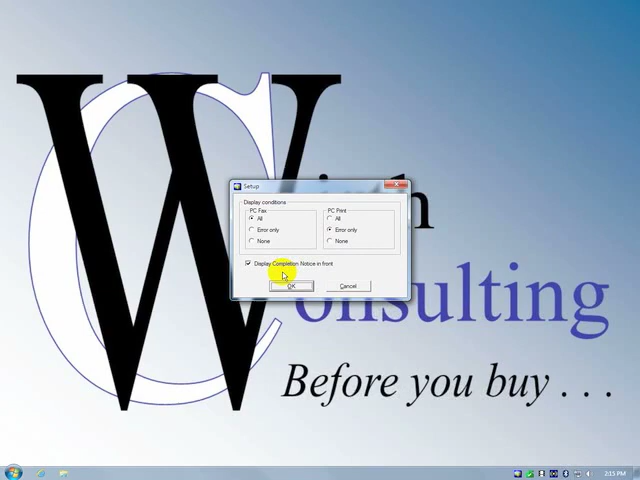 Setup
Display conditions
PC Fax
All
Error only
None
PC Print
All
Error only
None
Display Completion Notice in front
OK
Cancel
W
onsulting
Before you buy . . .
2:15 PM